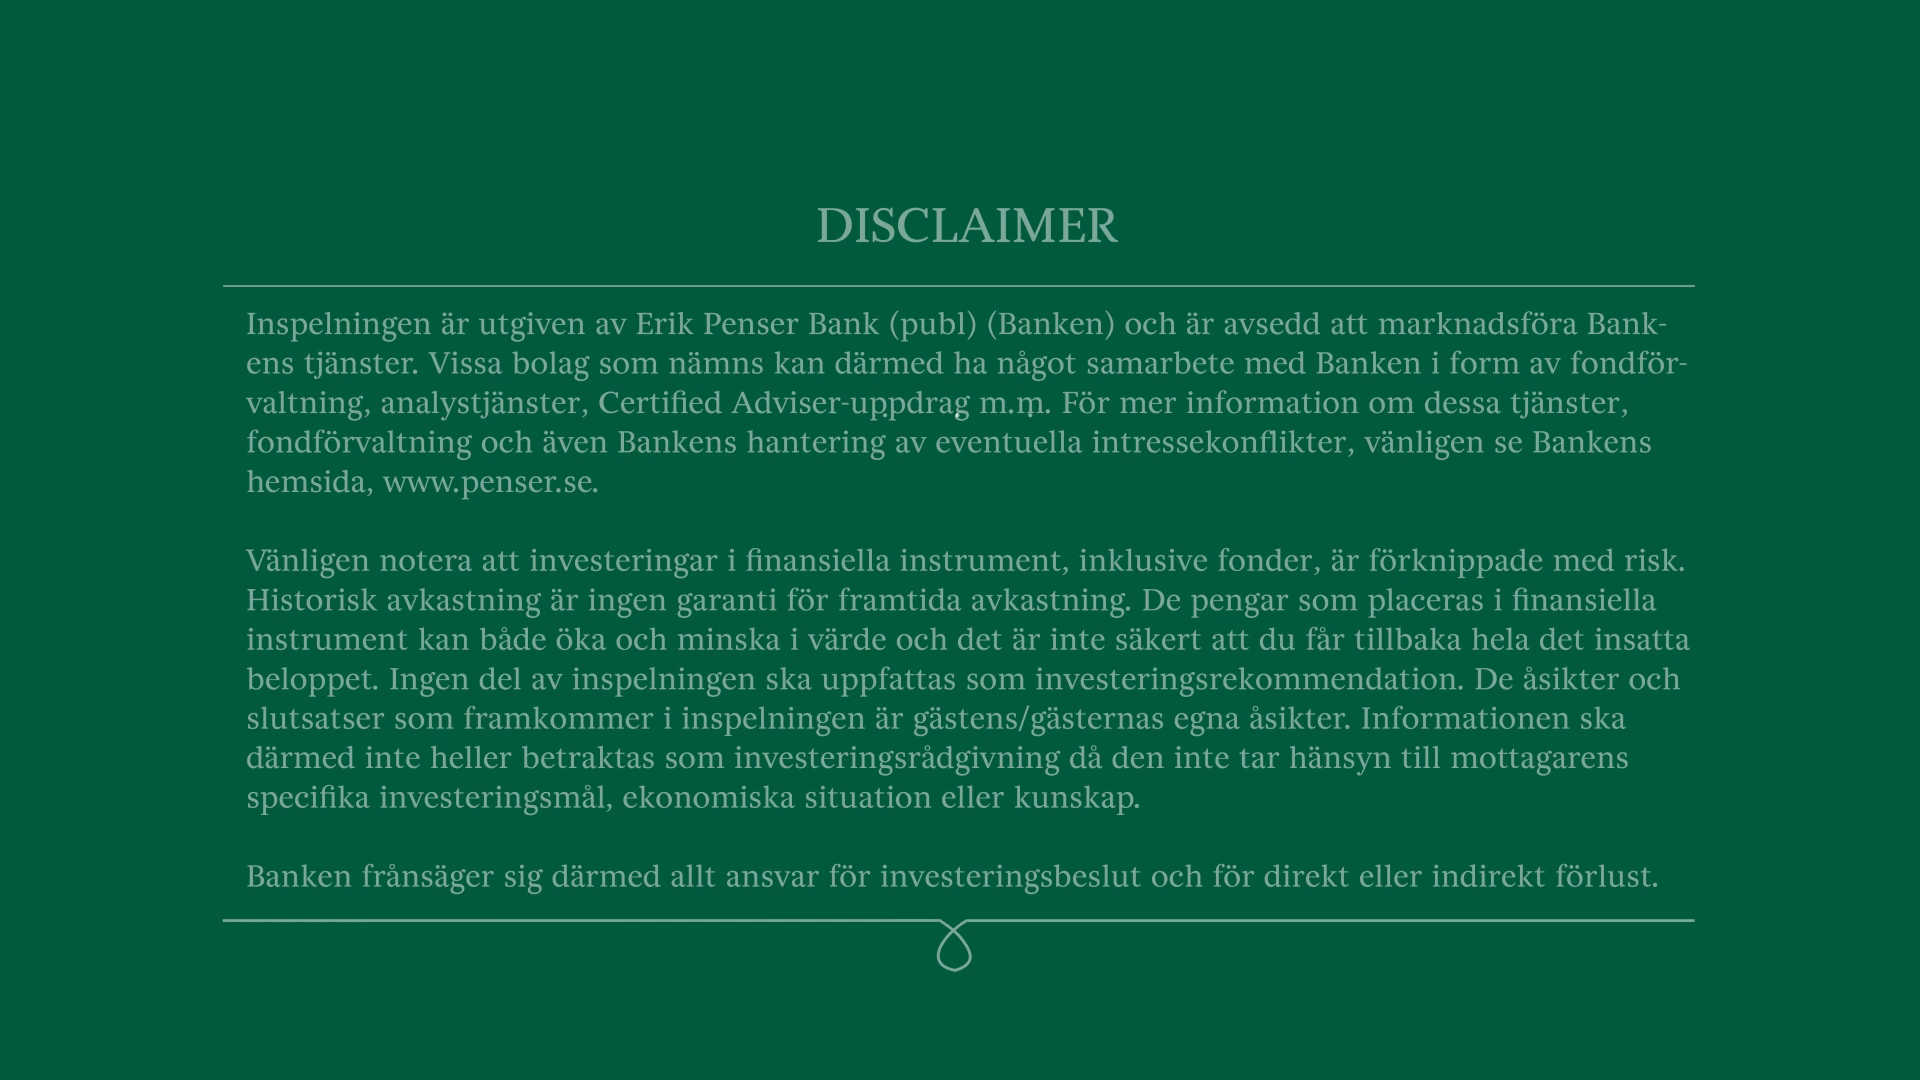 DISCLAIMER
Inspelningen är utgiven av Erik Penser Bank (publ) (Banken) och är avsedd att marknadsföra Bank-
ens tjänster. Vissa bolag som nämns kan därmed ha något samarbete med Banken i form av fondför-
valtning, analystjänster, Certified Adviser-uppdrag m.m. För mer information om dessa tjänster,
fondförvaltning och även Bankens hantering av eventuella intressekonflikter, vänligen se Bankens
hemsida, www.penser.se.
Vänligen notera att investeringar i finansiella instrument, inklusive fonder, är förknippade med risk.
Historisk avkastning är ingen garanti för framtida avkastning. De pengar som placeras i finansiella
instrument kan både öka och minska i värde och det är inte säkert att du får tillbaka hela det insatta
beloppet. Ingen del av inspelningen ska uppfattas som investeringsrekommendation. De åsikter och
slutsatser som framkommer i inspelningen är gästens/gästernas egna åsikter. Informationen ska
därmed inte heller betraktas som investeringsrådgivning då den inte tar hänsyn till mottagarens
specifika investeringsmål, ekonomiska situation eller kunskap.
Banken frånsäger sig därmed allt ansvar för investeringsbeslut och för direkt eller indirekt förlust.